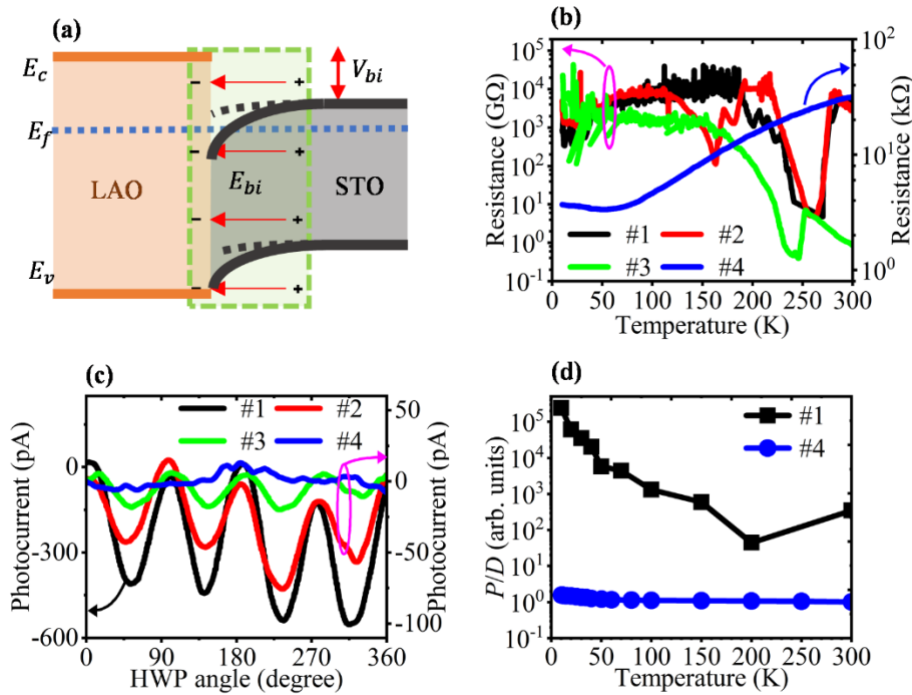 (a)
E_c
V_bi
E_f
LAO
E_bi
STO
E_v
- - - -
+ + + +
(b)
Resistance (GΩ)
10^5
10^4
10^3
10^2
10^1
10^0
10^-1
10^2
10^1
10^0
Resistance (kΩ)
#1 #2
#3 #4
0 50 100 150 200 250 300
Temperature (K)
(c)
Photocurrent (pA)
0
-300
-600
50
0
-50
-100
Photocurrent (pA)
#1 #2
#3 #4
0 90 180 270 360
HWP angle (degree)
(d)
P/D (arb. units)
10^5
10^4
10^3
10^2
10^1
10^0
10^-1
#1
#4
0 50 100 150 200 250 300
Temperature (K)